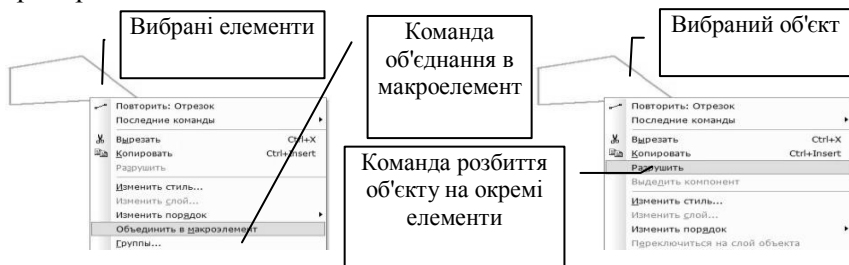 Вибрані елементи
Команда
об'єднання в
макроелемент
Вибраний об'єкт
Повторить: Отрезок
Последние команды
Вырезать Ctrl+X
Копировать Ctrl+Insert
Разрушить
Изменить стиль...
Изменить слой...
Изменить порядок
Объединить в макроэлемент
Группы...
Команда розбиття
об'єкту на окремі
елементи
Повторить: Отрезок
Последние команды
Вырезать Ctrl+X
Копировать Ctrl+Insert
Разрушить
Выделить компонент
Изменить стиль...
Изменить слой...
Изменить порядок
Переключиться на слой объекта